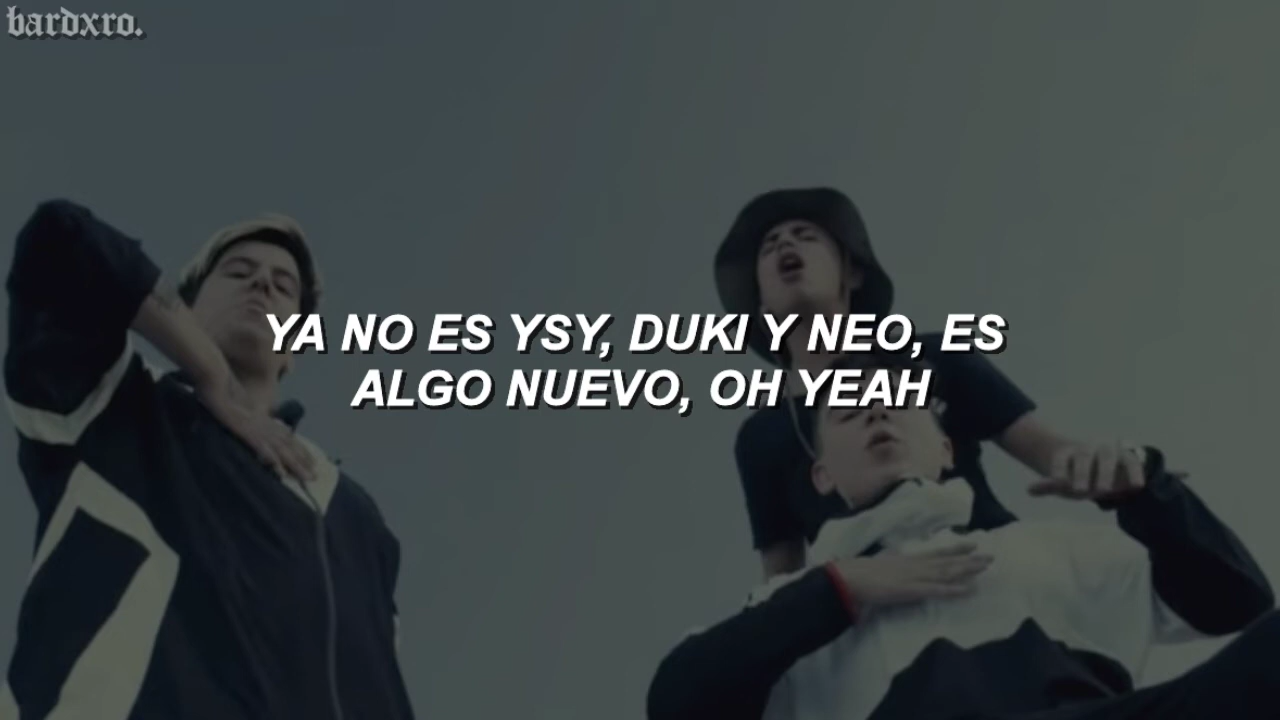 bardxro.
YA NO ES YSY, DUKI Y NEO, ES
ALGO NUEVO, OH YEAH